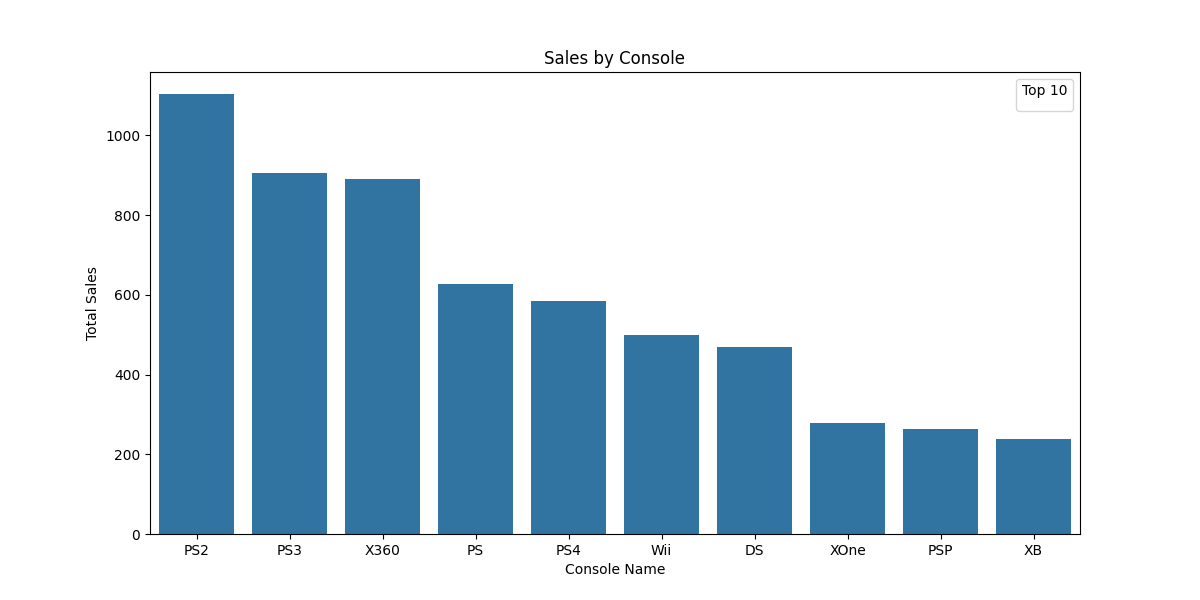 Sales by Console
Top 10
1000
800
600
400
200
0
Total Sales
PS2 PS3 X360 PS PS4 Wii DS XOne PSP XB
Console Name